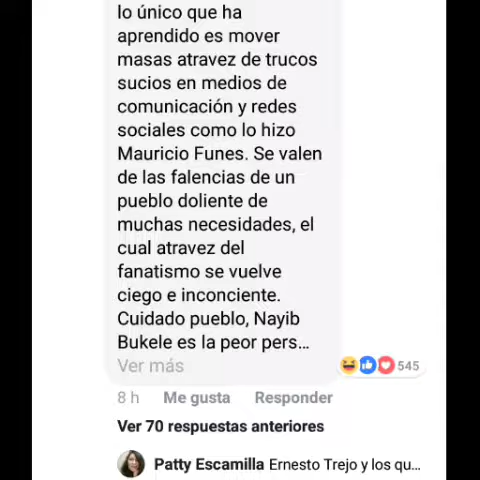 lo único que ha
aprendido es mover
masas atravez de trucos
sucios en medios de
comunicación y redes
sociales como lo hizo
Mauricio Funes. Se valen
de las falencias de un
pueblo doliente de
muchas necesidades, el
cual atravez del
fanatismo se vuelve
ciego e inconciente.
Cuidado pueblo, Nayib
Bukele es la peor pers...
Ver más
545
8 h Me gusta Responder
Ver 70 respuestas anteriores
Patty Escamilla Ernesto Trejo y los qu...